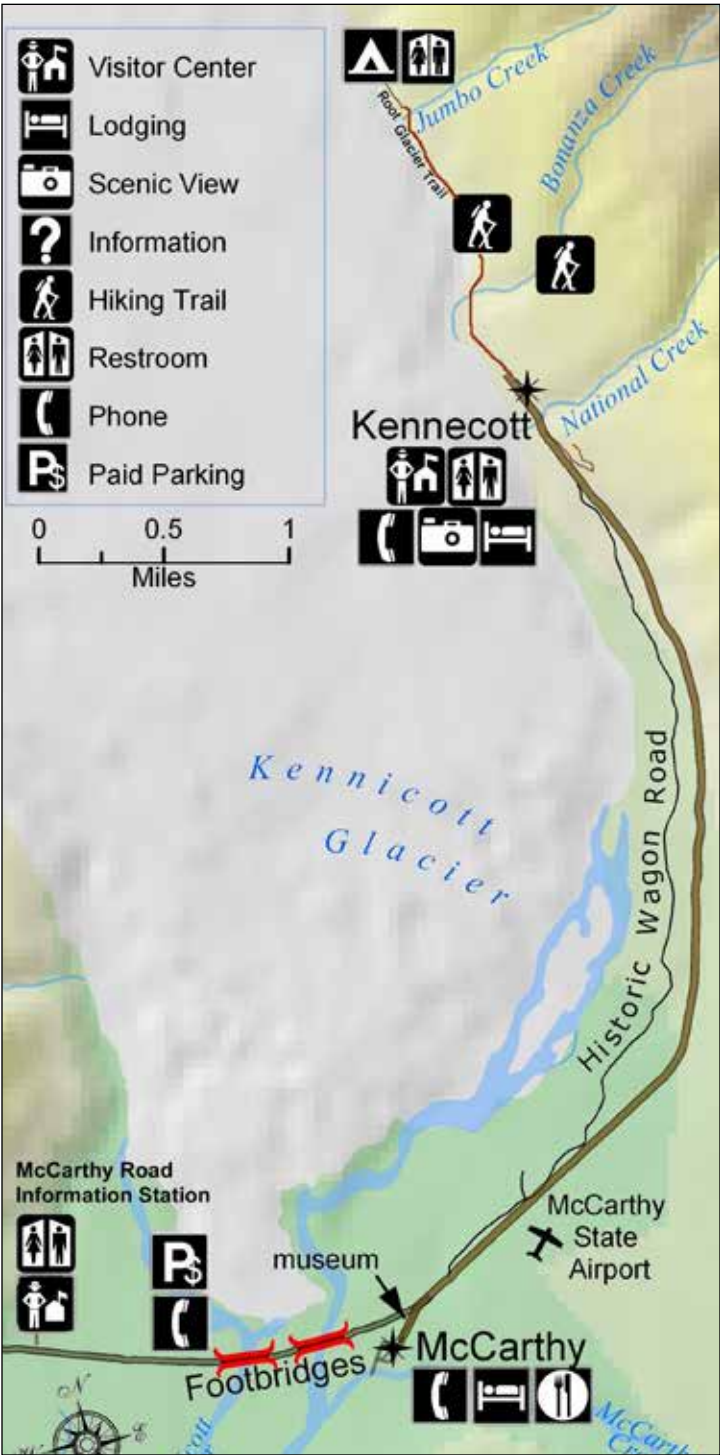 Visitor Center
Lodging
Scenic View
Information
Hiking Trail
Restroom
Phone
Paid Parking
0 0.5 1
Miles
Jumbo Creek
Root Glacier Trail
Bonanza Creek
National Creek
Kennecott
Kennicott
Glacier
Historic Wagon Road
McCarthy Road
Information Station
P$
museum
McCarthy
State
Airport
Footbridges
McCarthy
N
E
W
McCarthy